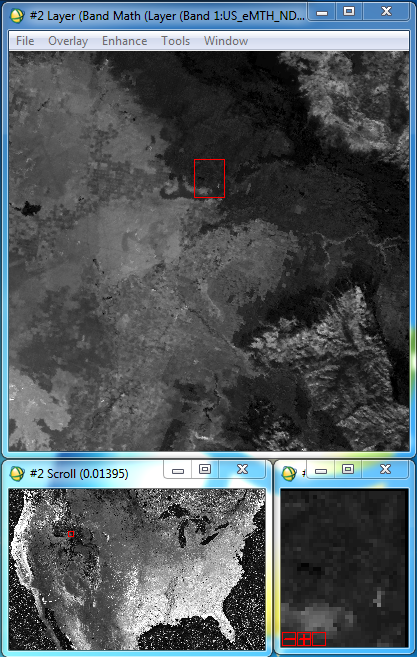 #2 Layer (Band Math (Layer (Band 1:US_eMTH_ND...
File Overlay Enhance Tools Window
#2 Scroll (0.01395)